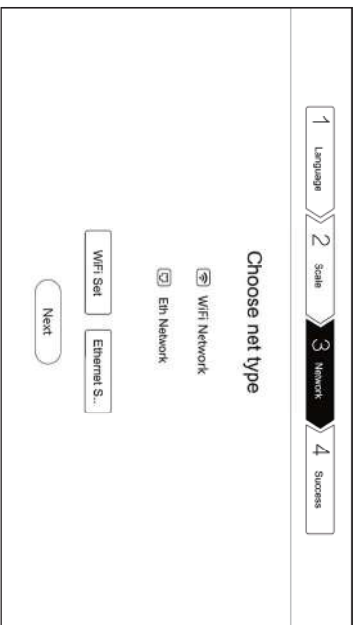 1 Language 2 Scale 3 Network 4 Success
Choose net type
WiFi Network
Eth Network
WiFi Set Ethernet S..
Next